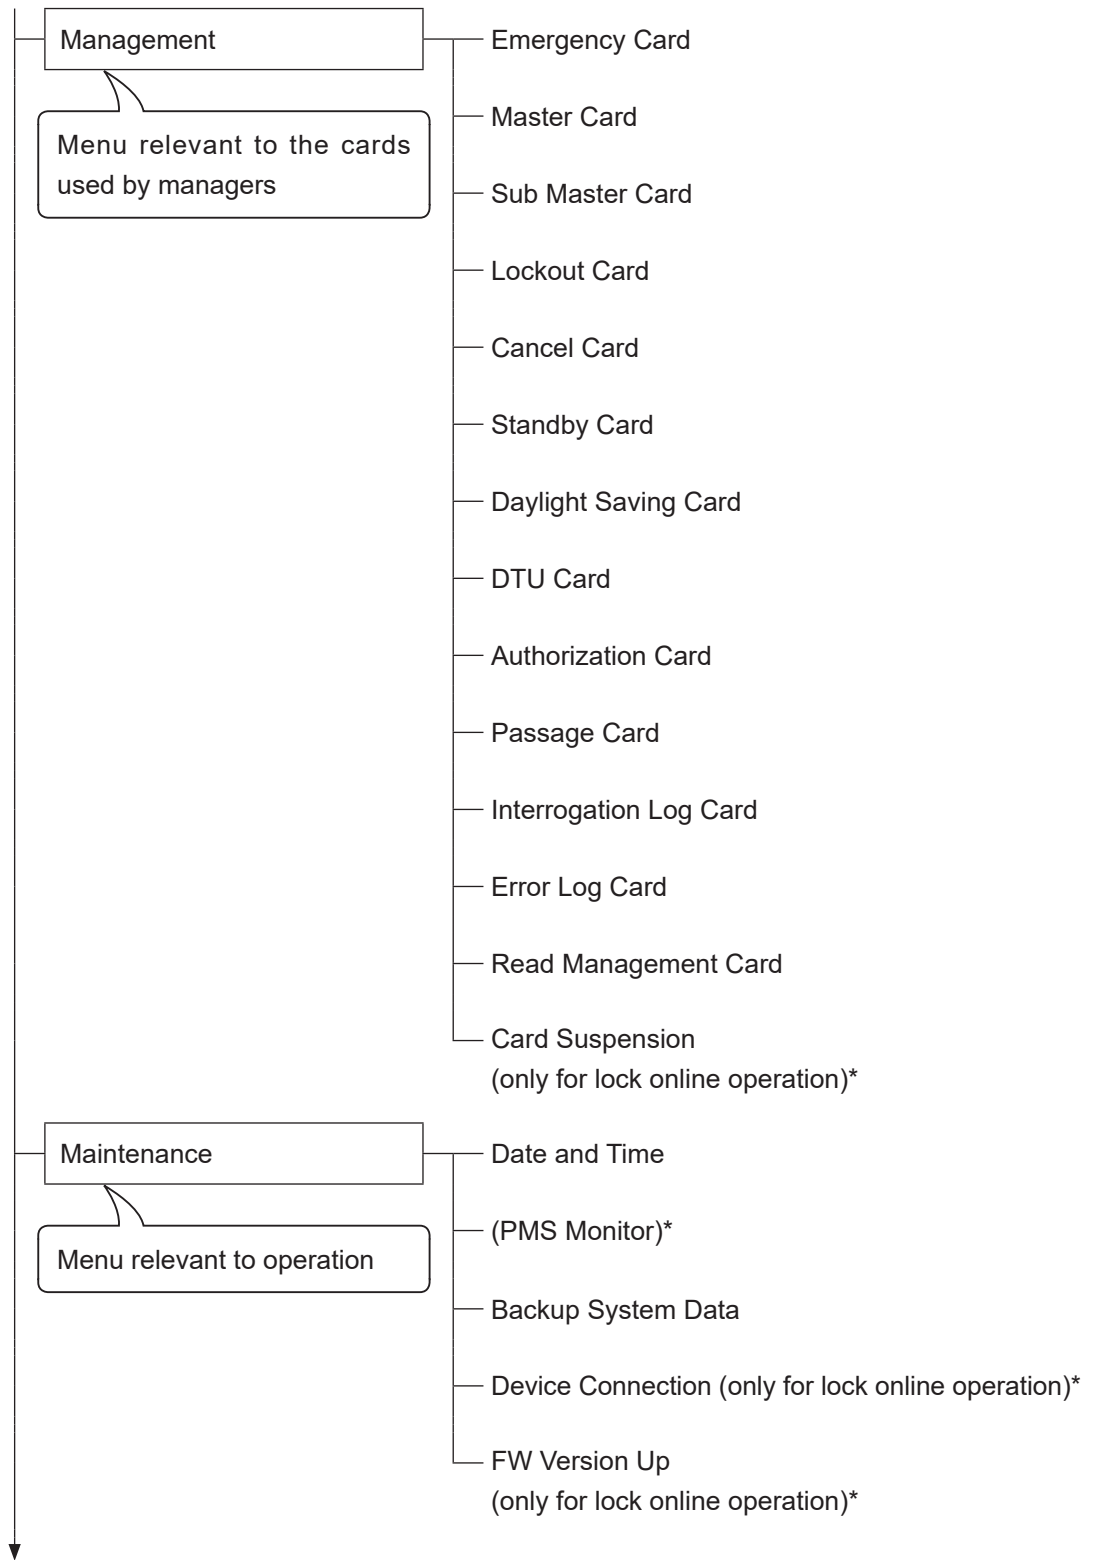 Management
Menu relevant to the cards
used by managers
Emergency Card
Master Card
Sub Master Card
Lockout Card
Cancel Card
Standby Card
Daylight Saving Card
DTU Card
Authorization Card
Passage Card
Interrogation Log Card
Error Log Card
Read Management Card
Card Suspension
(only for lock online operation)*
Maintenance
Menu relevant to operation
Date and Time
(PMS Monitor)*
Backup System Data
Device Connection (only for lock online operation)*
FW Version Up
(only for lock online operation)*